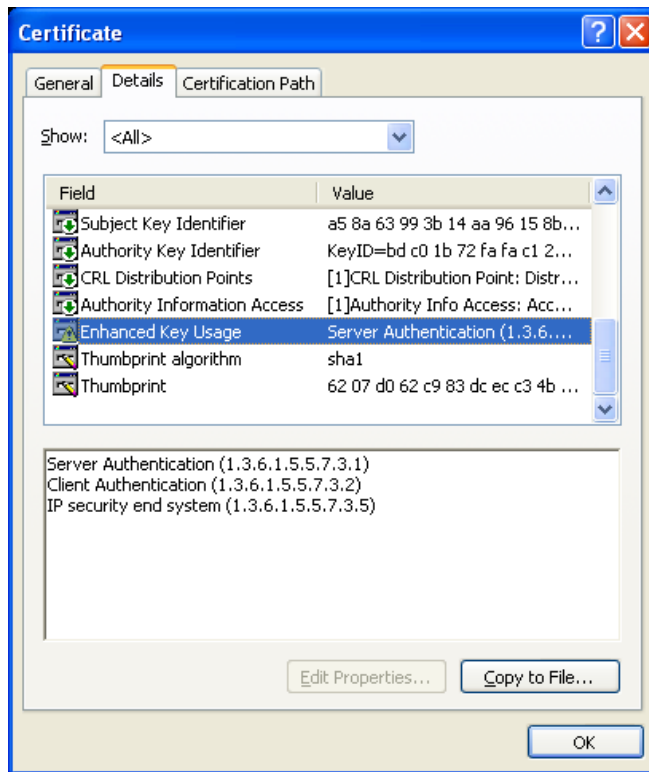 Certificate
General Details Certification Path
Show: <All>
Field Value
Subject Key Identifier a5 8a 63 99 3b 14 aa 96 15 8b...
Authority Key Identifier KeyID=bd c0 1b 72 fa fa c1 2...
CRL Distribution Points [1]CRL Distribution Point: Distr...
Authority Information Access [1]Authority Info Access: Acc...
Enhanced Key Usage Server Authentication (1.3.6....
Thumbprint algorithm sha1
Thumbprint 62 07 d0 62 c9 83 dc ec c3 4b ...
Server Authentication (1.3.6.1.5.5.7.3.1)
Client Authentication (1.3.6.1.5.5.7.3.2)
IP security end system (1.3.6.1.5.5.7.3.5)
Edit Properties... Copy to File...
OK